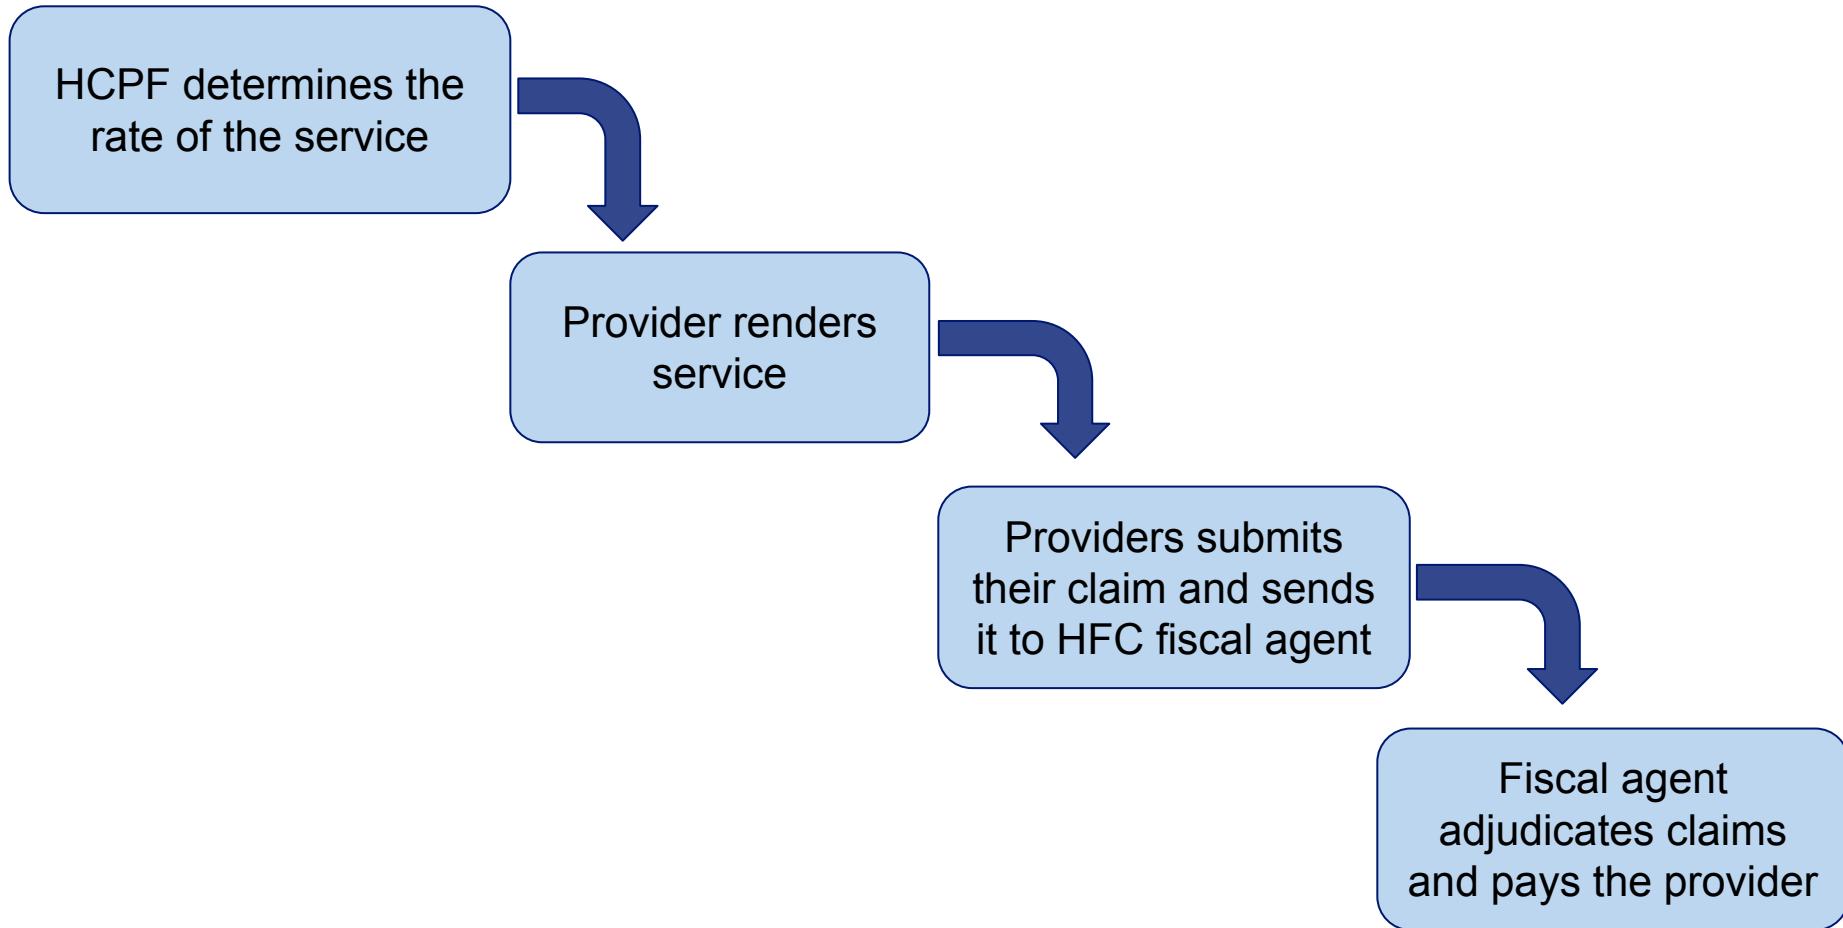 HCPF determines the
rate of the service
Provider renders
service
Providers submits
their claim and sends
it to HFC fiscal agent
Fiscal agent
adjudicates claims
and pays the provider